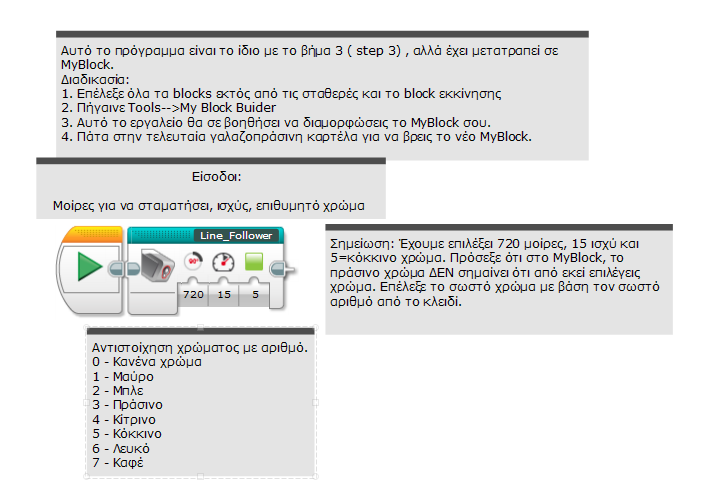 Αυτό το πρόγραμμα είναι το ίδιο με το βήμα 3 ( step 3) , αλλά έχει μετατραπεί σε
MyBlock.
Διαδικασία:
1. Επέλεξε όλα τα blocks εκτός από τις σταθερές και το block εκκίνησης
2. Πήγαινε Tools-->My Block Buider
3. Αυτό το εργαλείο θα σε βοηθήσει να διαμορφώσεις το MyBlock σου.
4. Πάτα στην τελευταία γαλαζοπράσινη καρτέλα για να βρεις το νέο MyBlock.
Είσοδοι:
Μοίρες για να σταματήσει, ισχύς, επιθυμητό χρώμα
Line_Follower
90°
720 15 5
Σημείωση: Έχουμε επιλέξει 720 μοίρες, 15 ισχύ και
5=κόκκινο χρώμα. Πρόσεξε ότι στο MyBlock, το
πράσινο χρώμα ΔΕΝ σημαίνει ότι από εκεί επιλέγεις
χρώμα. Επέλεξε το σωστό χρώμα με βάση τον σωστό
αριθμό από το κλειδί.
Αντιστοίχηση χρώματος με αριθμό.
0 - Κανένα χρώμα
1 - Μαύρο
2 - Μπλε
3 - Πράσινο
4 - Κίτρινο
5 - Κόκκινο
6 - Λευκό
7 - Καφέ